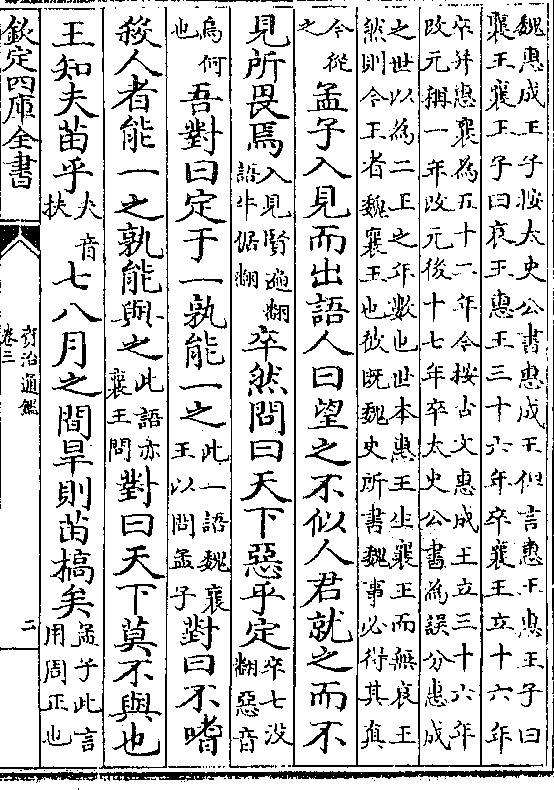 魏惠成王子按太史公書惠成王但言惠王惠王子曰
襄王襄王子曰哀王惠王三十六年卒襄王立十六年
卒并惠襄為五十二年今按古文惠成王立三十六年
改元稱一年改元後十七年卒太史公書為誤分惠成
之世以為二王之年數也世本惠王生襄王而無哀王
然則今王者魏襄王也彼既魏史所書魏事必得其真
今從之孟子入見而出語人曰望之不似人君就之而不
見所畏焉入見賢遍翻語牛倨翻卒然問曰天下惡乎定卒七没翻惡音
烏何也吾對曰定于一孰能一之此一語魏襄王以問孟子對曰不嗜
殺人者能一之孰能與之此語亦襄王問對曰天下莫不與也
王知夫苗乎夫音扶七八月之間旱則苗槁矣孟子此言用周正也
欽定四庫全書
資治通鑑
卷三
二